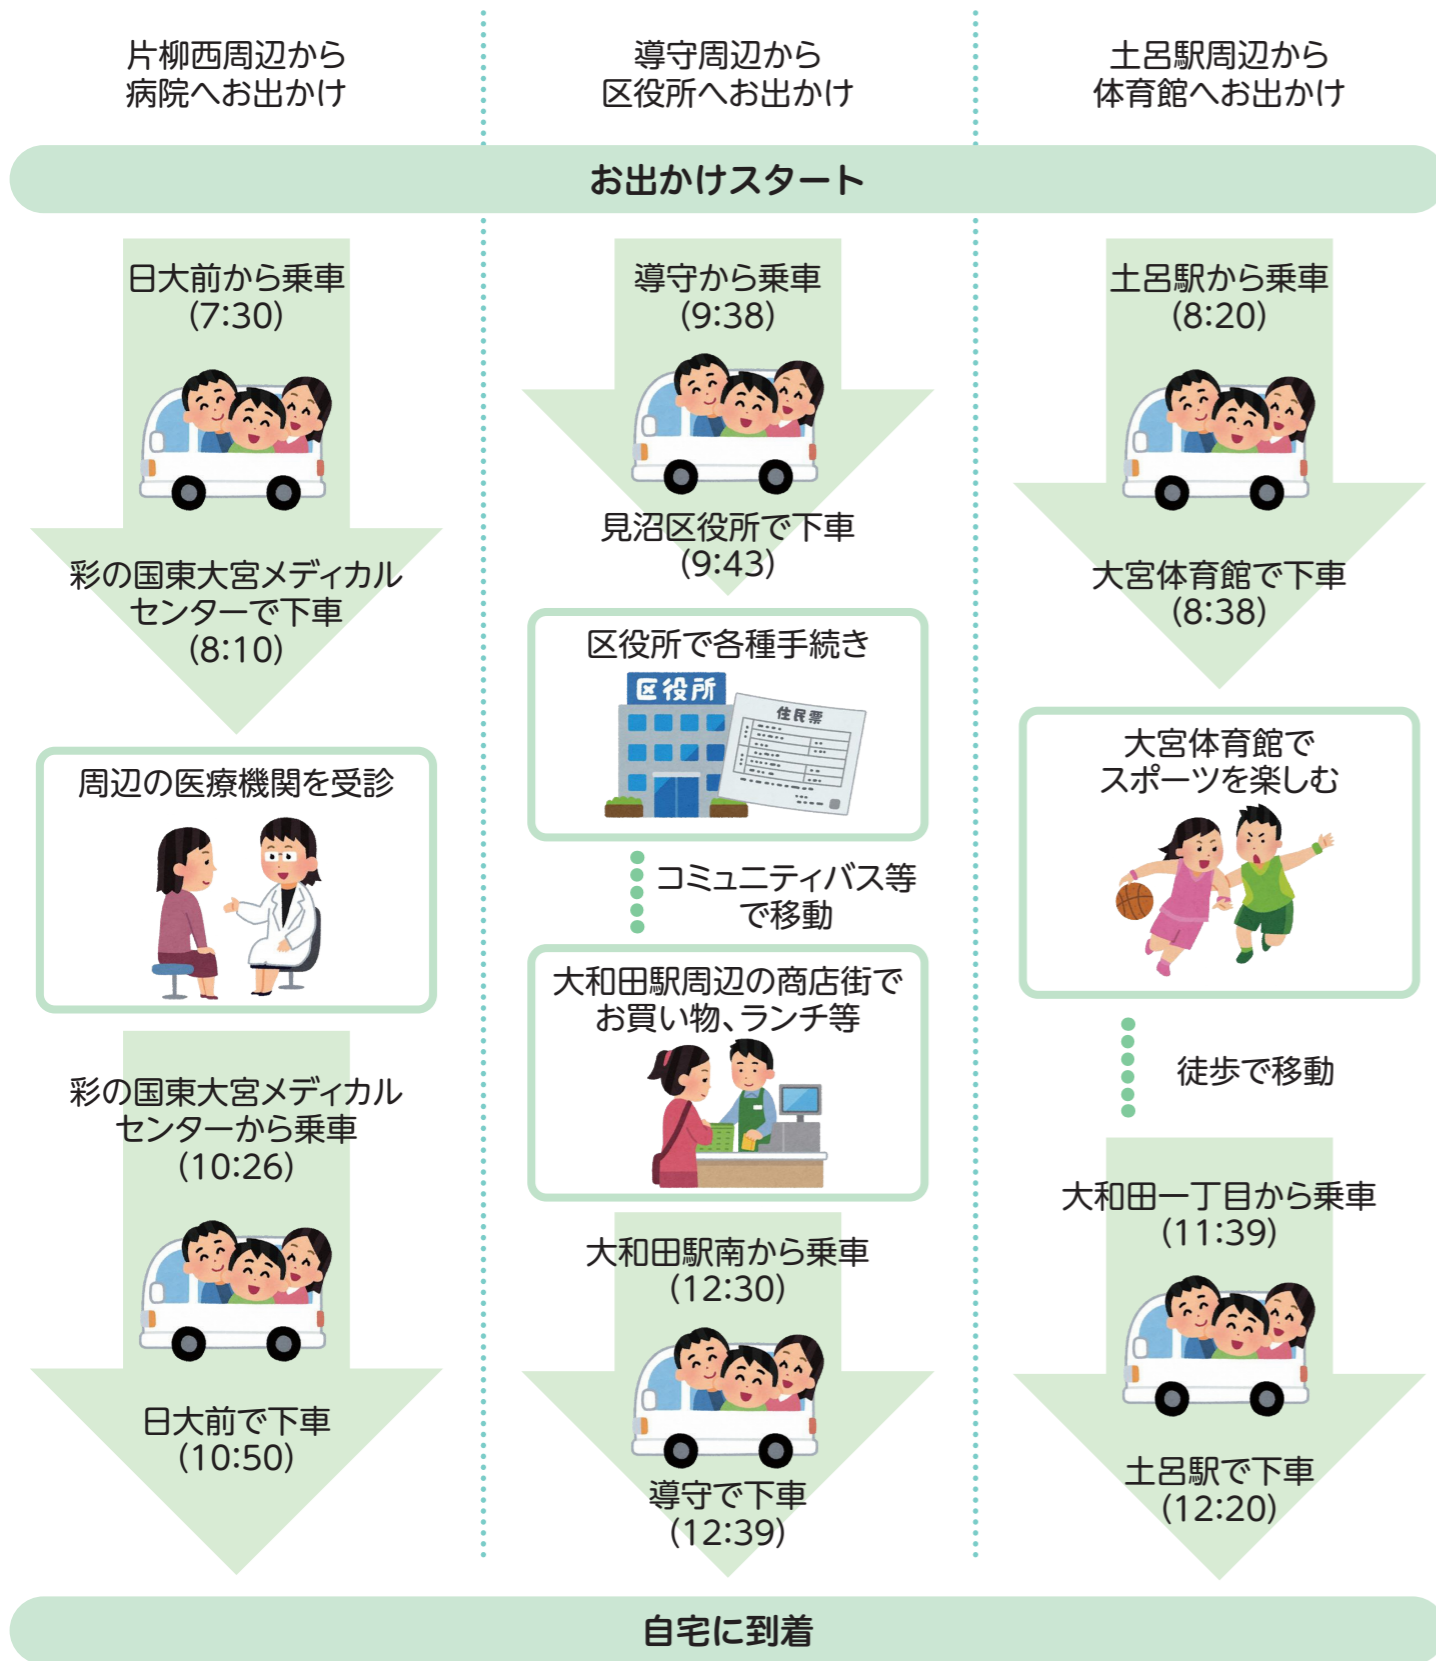 片柳西周辺から
病院へお出かけ
導守周辺から
区役所へお出かけ
土呂駅周辺から
体育館へお出かけ
お出かけスタート
日大前から乗車
(7:30)
彩の国東大宮メディカル
センターで下車
(8:10)
周辺の医療機関を受診
彩の国東大宮メディカル
センターから乗車
(10:26)
日大前で下車
(10:50)
導守から乗車
(9:38)
見沼区役所で下車
(9:43)
区役所で各種手続き
区役所
住民票
コミュニティバス等
で移動
大和田駅周辺の商店街で
お買い物、ランチ等
大和田駅南から乗車
(12:30)
導守で下車
(12:39)
土呂駅から乗車
(8:20)
大宮体育館で下車
(8:38)
大宮体育館で
スポーツを楽しむ
徒歩で移動
大和田一丁目から乗車
(11:39)
土呂駅で下車
(12:20)
自宅に到着